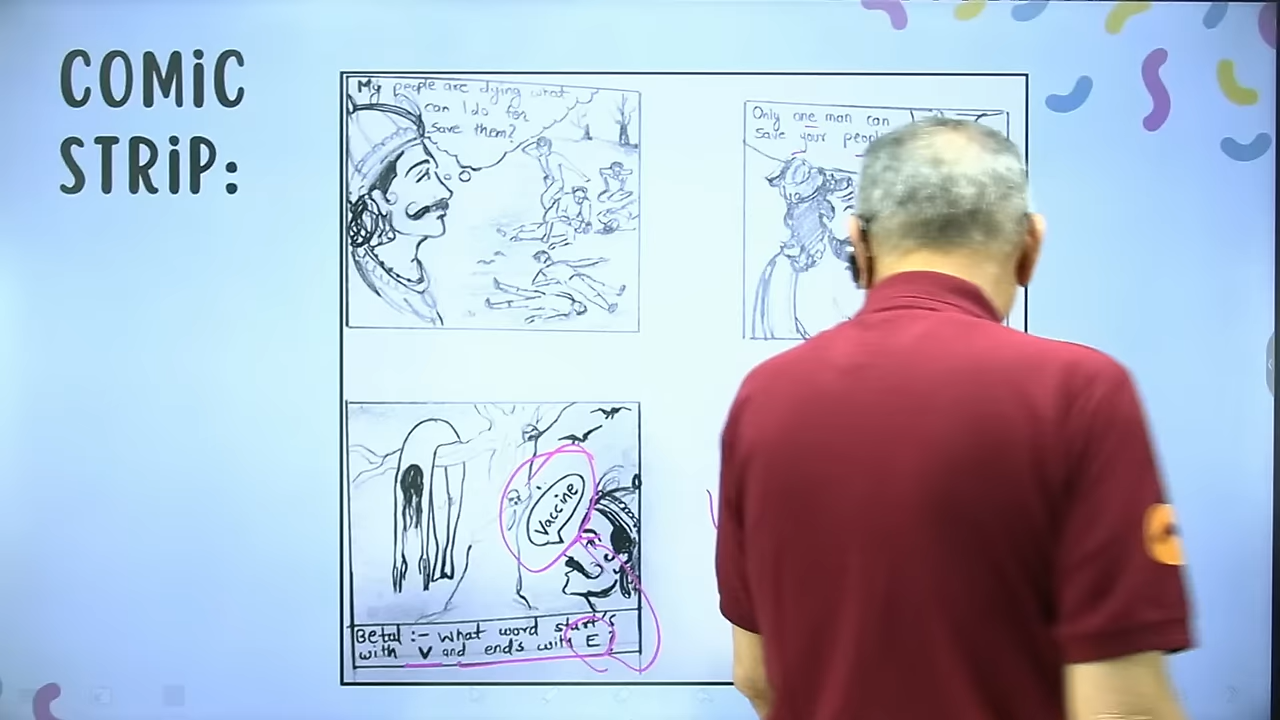 COMiC
STRiP:
My people are dying what
can I do for
save them?
Only one man can
save your
Vaccine
Betal :- What word start's
with V and end's with E ?